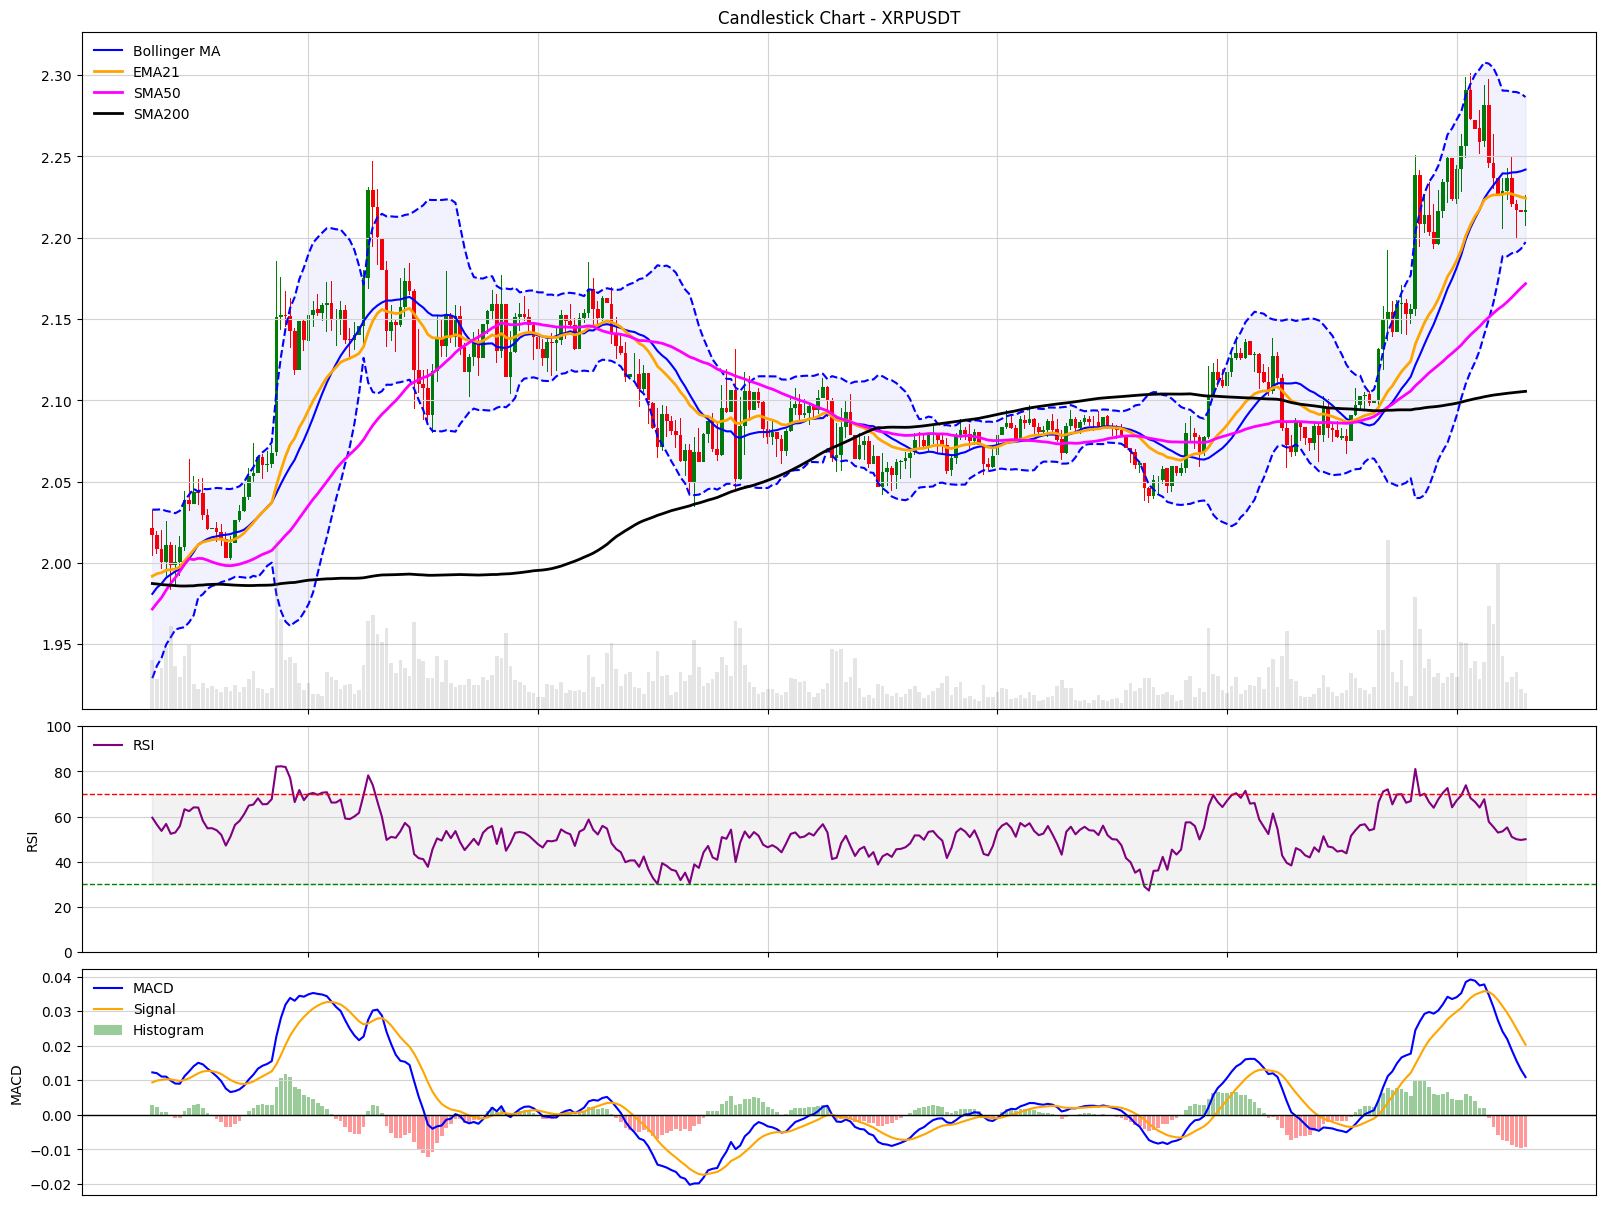 Candlestick Chart - XRPUSDT
Bollinger MA
EMA21
SMA50
SMA200
2.30
2.25
2.20
2.15
2.10
2.05
2.00
1.95
RSI
100
80
60
40
20
0
RSI
MACD
Signal
Histogram
0.04
0.03
0.02
0.01
0.00
−0.01
−0.02
MACD